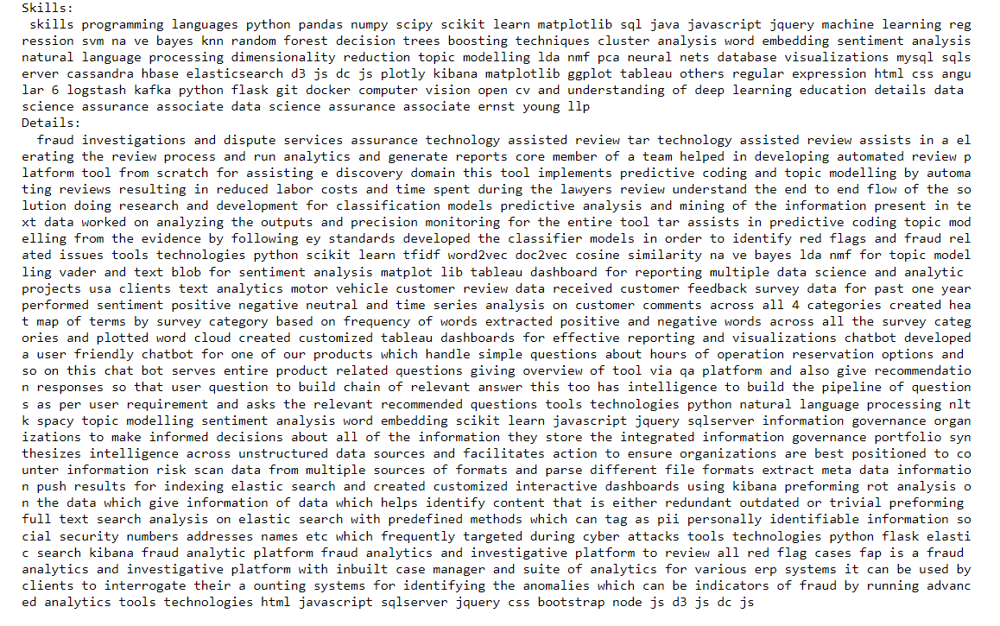 Skills:
skills programming languages python pandas numpy scipy scikit learn matplotlib sql java javascript jquery machine learning reg
ression svm na ve bayes knn random forest decision trees boosting techniques cluster analysis word embedding sentiment analysis
natural language processing dimensionality reduction topic modelling lda nmf pca neural nets database visualizations mysql sqls
erver cassandra hbase elasticsearch d3 js dc js plotly kibana matplotlib ggplot tableau others regular expression html css angu
lar 6 logstash kafka python flask git docker computer vision open cv and understanding of deep learning education details data
science assurance associate data science assurance associate ernst young llp
Details:
fraud investigations and dispute services assurance technology assisted review tar technology assisted review assists in a el
erating the review process and run analytics and generate reports core member of a team helped in developing automated review p
latform tool from scratch for assisting e discovery domain this tool implements predictive coding and topic modelling by automa
ting reviews resulting in reduced labor costs and time spent during the lawyers review understand the end to end flow of the so
lution doing research and development for classification models predictive analysis and mining of the information present in te
xt data worked on analyzing the outputs and precision monitoring for the entire tool tar assists in predictive coding topic mod
elling from the evidence by following ey standards developed the classifier models in order to identify red flags and fraud rel
ated issues tools technologies python scikit learn tfidf word2vec doc2vec cosine similarity na ve bayes lda nmf for topic model
ling vader and text blob for sentiment analysis matplot lib tableau dashboard for reporting multiple data science and analytic
projects usa clients text analytics motor vehicle customer review data received customer feedback survey data for past one year
performed sentiment positive negative neutral and time series analysis on customer comments across all 4 categories created hea
t map of terms by survey category based on frequency of words extracted positive and negative words across all the survey categ
ories and plotted word cloud created customized tableau dashboards for effective reporting and visualizations chatbot developed
a user friendly chatbot for one of our products which handle simple questions about hours of operation reservation options and
so on this chat bot serves entire product related questions giving overview of tool via qa platform and also give recommendatio
n responses so that user question to build chain of relevant answer this too has intelligence to build the pipeline of question
s as per user requirement and asks the relevant recommended questions tools technologies python natural language processing nlt
k spacy topic modelling sentiment analysis word embedding scikit learn javascript jquery sqlserver information governance organ
izations to make informed decisions about all of the information they store the integrated information governance portfolio syn
thesizes intelligence across unstructured data sources and facilitates action to ensure organizations are best positioned to co
unter information risk scan data from multiple sources of formats and parse different file formats extract meta data informatio
n push results for indexing elastic search and created customized interactive dashboards using kibana preforming rot analysis o
n the data which give information of data which helps identify content that is either redundant outdated or trivial preforming
full text search analysis on elastic search with predefined methods which can tag as pii personally identifiable information so
cial security numbers addresses names etc which frequently targeted during cyber attacks tools technologies python flask elasti
c search kibana fraud analytic platform fraud analytics and investigative platform to review all red flag cases fap is a fraud
analytics and investigative platform with inbuilt case manager and suite of analytics for various erp systems it can be used by
clients to interrogate their a ounting systems for identifying the anomalies which can be indicators of fraud by running advanc
ed analytics tools technologies html javascript sqlserver jquery css bootstrap node js d3 js dc js